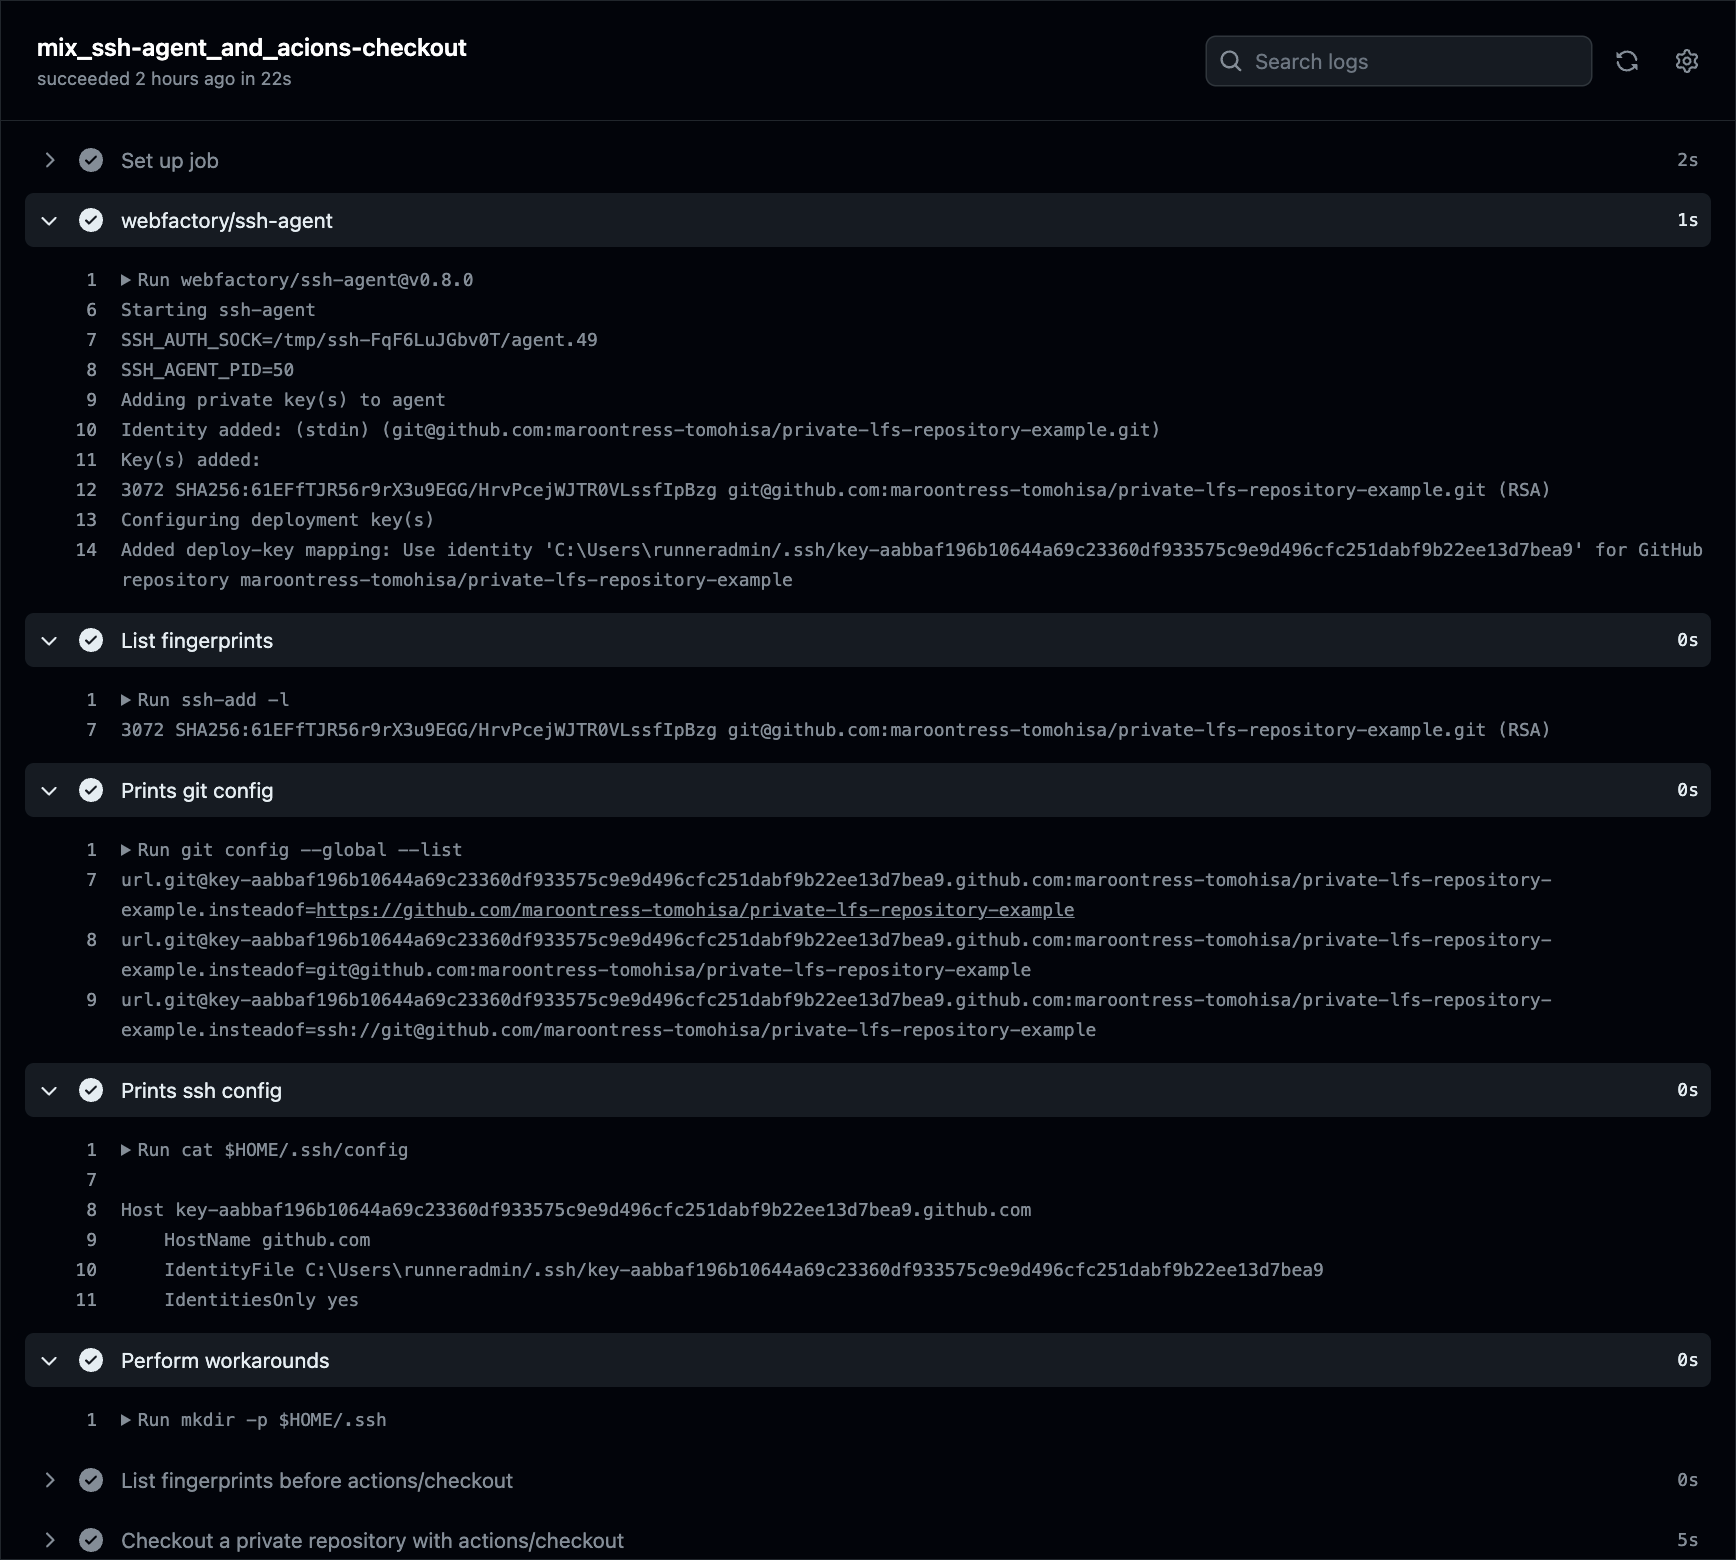 mix_ssh-agent_and_acions-checkout
succeeded 2 hours ago in 22s
Search logs
Set up job 2s
webfactory/ssh-agent 1s
1 Run webfactory/ssh-agent@v0.8.0
6 Starting ssh-agent
7 SSH_AUTH_SOCK=/tmp/ssh-FqF6LuJGbv0T/agent.49
8 SSH_AGENT_PID=50
9 Adding private key(s) to agent
10 Identity added: (stdin) (git@github.com:maroontress-tomohisa/private-lfs-repository-example.git)
11 Key(s) added:
12 3072 SHA256:61EFfTJR56r9rX3u9EGG/HrvPcejWJTR0VLssfIpBzg git@github.com:maroontress-tomohisa/private-lfs-repository-example.git (RSA)
13 Configuring deployment key(s)
14 Added deploy-key mapping: Use identity 'C:\Users\runneradmin/.ssh/key-aabbaf196b10644a69c23360df933575c9e9d496cfc251dabf9b22ee13d7bea9' for GitHub
repository maroontress-tomohisa/private-lfs-repository-example
List fingerprints 0s
1 Run ssh-add -l
7 3072 SHA256:61EFfTJR56r9rX3u9EGG/HrvPcejWJTR0VLssfIpBzg git@github.com:maroontress-tomohisa/private-lfs-repository-example.git (RSA)
Prints git config 0s
1 Run git config --global --list
7 url.git@key-aabbaf196b10644a69c23360df933575c9e9d496cfc251dabf9b22ee13d7bea9.github.com:maroontress-tomohisa/private-lfs-repository-
example.insteadof=https://github.com/maroontress-tomohisa/private-lfs-repository-example
8 url.git@key-aabbaf196b10644a69c23360df933575c9e9d496cfc251dabf9b22ee13d7bea9.github.com:maroontress-tomohisa/private-lfs-repository-
example.insteadof=git@github.com:maroontress-tomohisa/private-lfs-repository-example
9 url.git@key-aabbaf196b10644a69c23360df933575c9e9d496cfc251dabf9b22ee13d7bea9.github.com:maroontress-tomohisa/private-lfs-repository-
example.insteadof=ssh://git@github.com/maroontress-tomohisa/private-lfs-repository-example
Prints ssh config 0s
1 Run cat $HOME/.ssh/config
7
8 Host key-aabbaf196b10644a69c23360df933575c9e9d496cfc251dabf9b22ee13d7bea9.github.com
9 HostName github.com
10 IdentityFile C:\Users\runneradmin/.ssh/key-aabbaf196b10644a69c23360df933575c9e9d496cfc251dabf9b22ee13d7bea9
11 IdentitiesOnly yes
Perform workarounds 0s
1 Run mkdir -p $HOME/.ssh
List fingerprints before actions/checkout 0s
Checkout a private repository with actions/checkout 5s